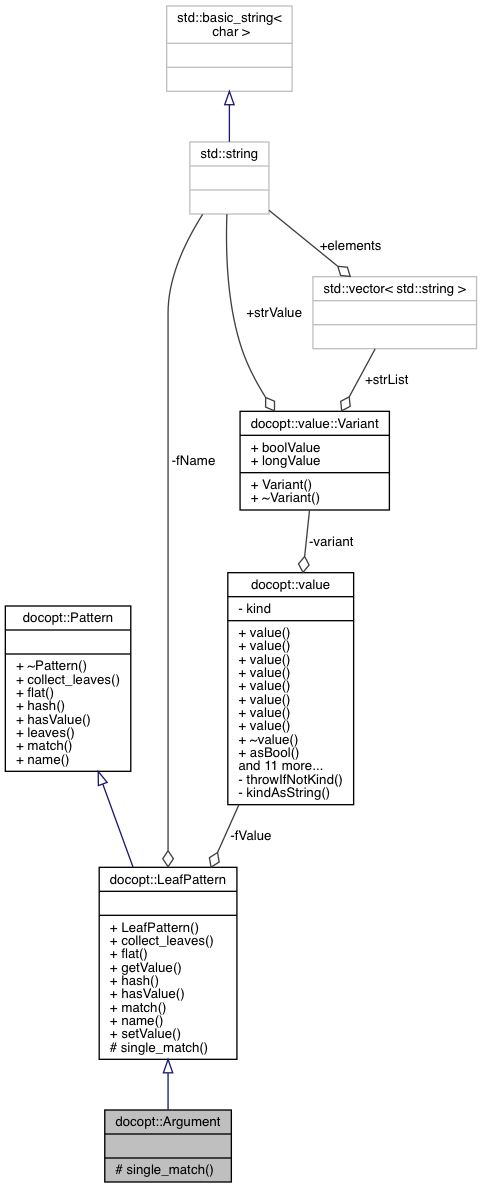 std::basic_string<
char >
std::string
+elements
std::vector< std::string >
+strValue
+strList
docopt::value::Variant
+ boolValue
+ longValue
+ Variant()
+ ~Variant()
-fName
-variant
docopt::value
- kind
+ value()
+ value()
+ value()
+ value()
+ value()
+ value()
+ value()
+ value()
+ ~value()
+ asBool()
and 11 more...
- throwIfNotKind()
- kindAsString()
docopt::Pattern
+ ~Pattern()
+ collect_leaves()
+ flat()
+ hash()
+ hasValue()
+ leaves()
+ match()
+ name()
-fValue
docopt::LeafPattern
+ LeafPattern()
+ collect_leaves()
+ flat()
+ getValue()
+ hash()
+ hasValue()
+ match()
+ name()
+ setValue()
# single_match()
docopt::Argument
# single_match()